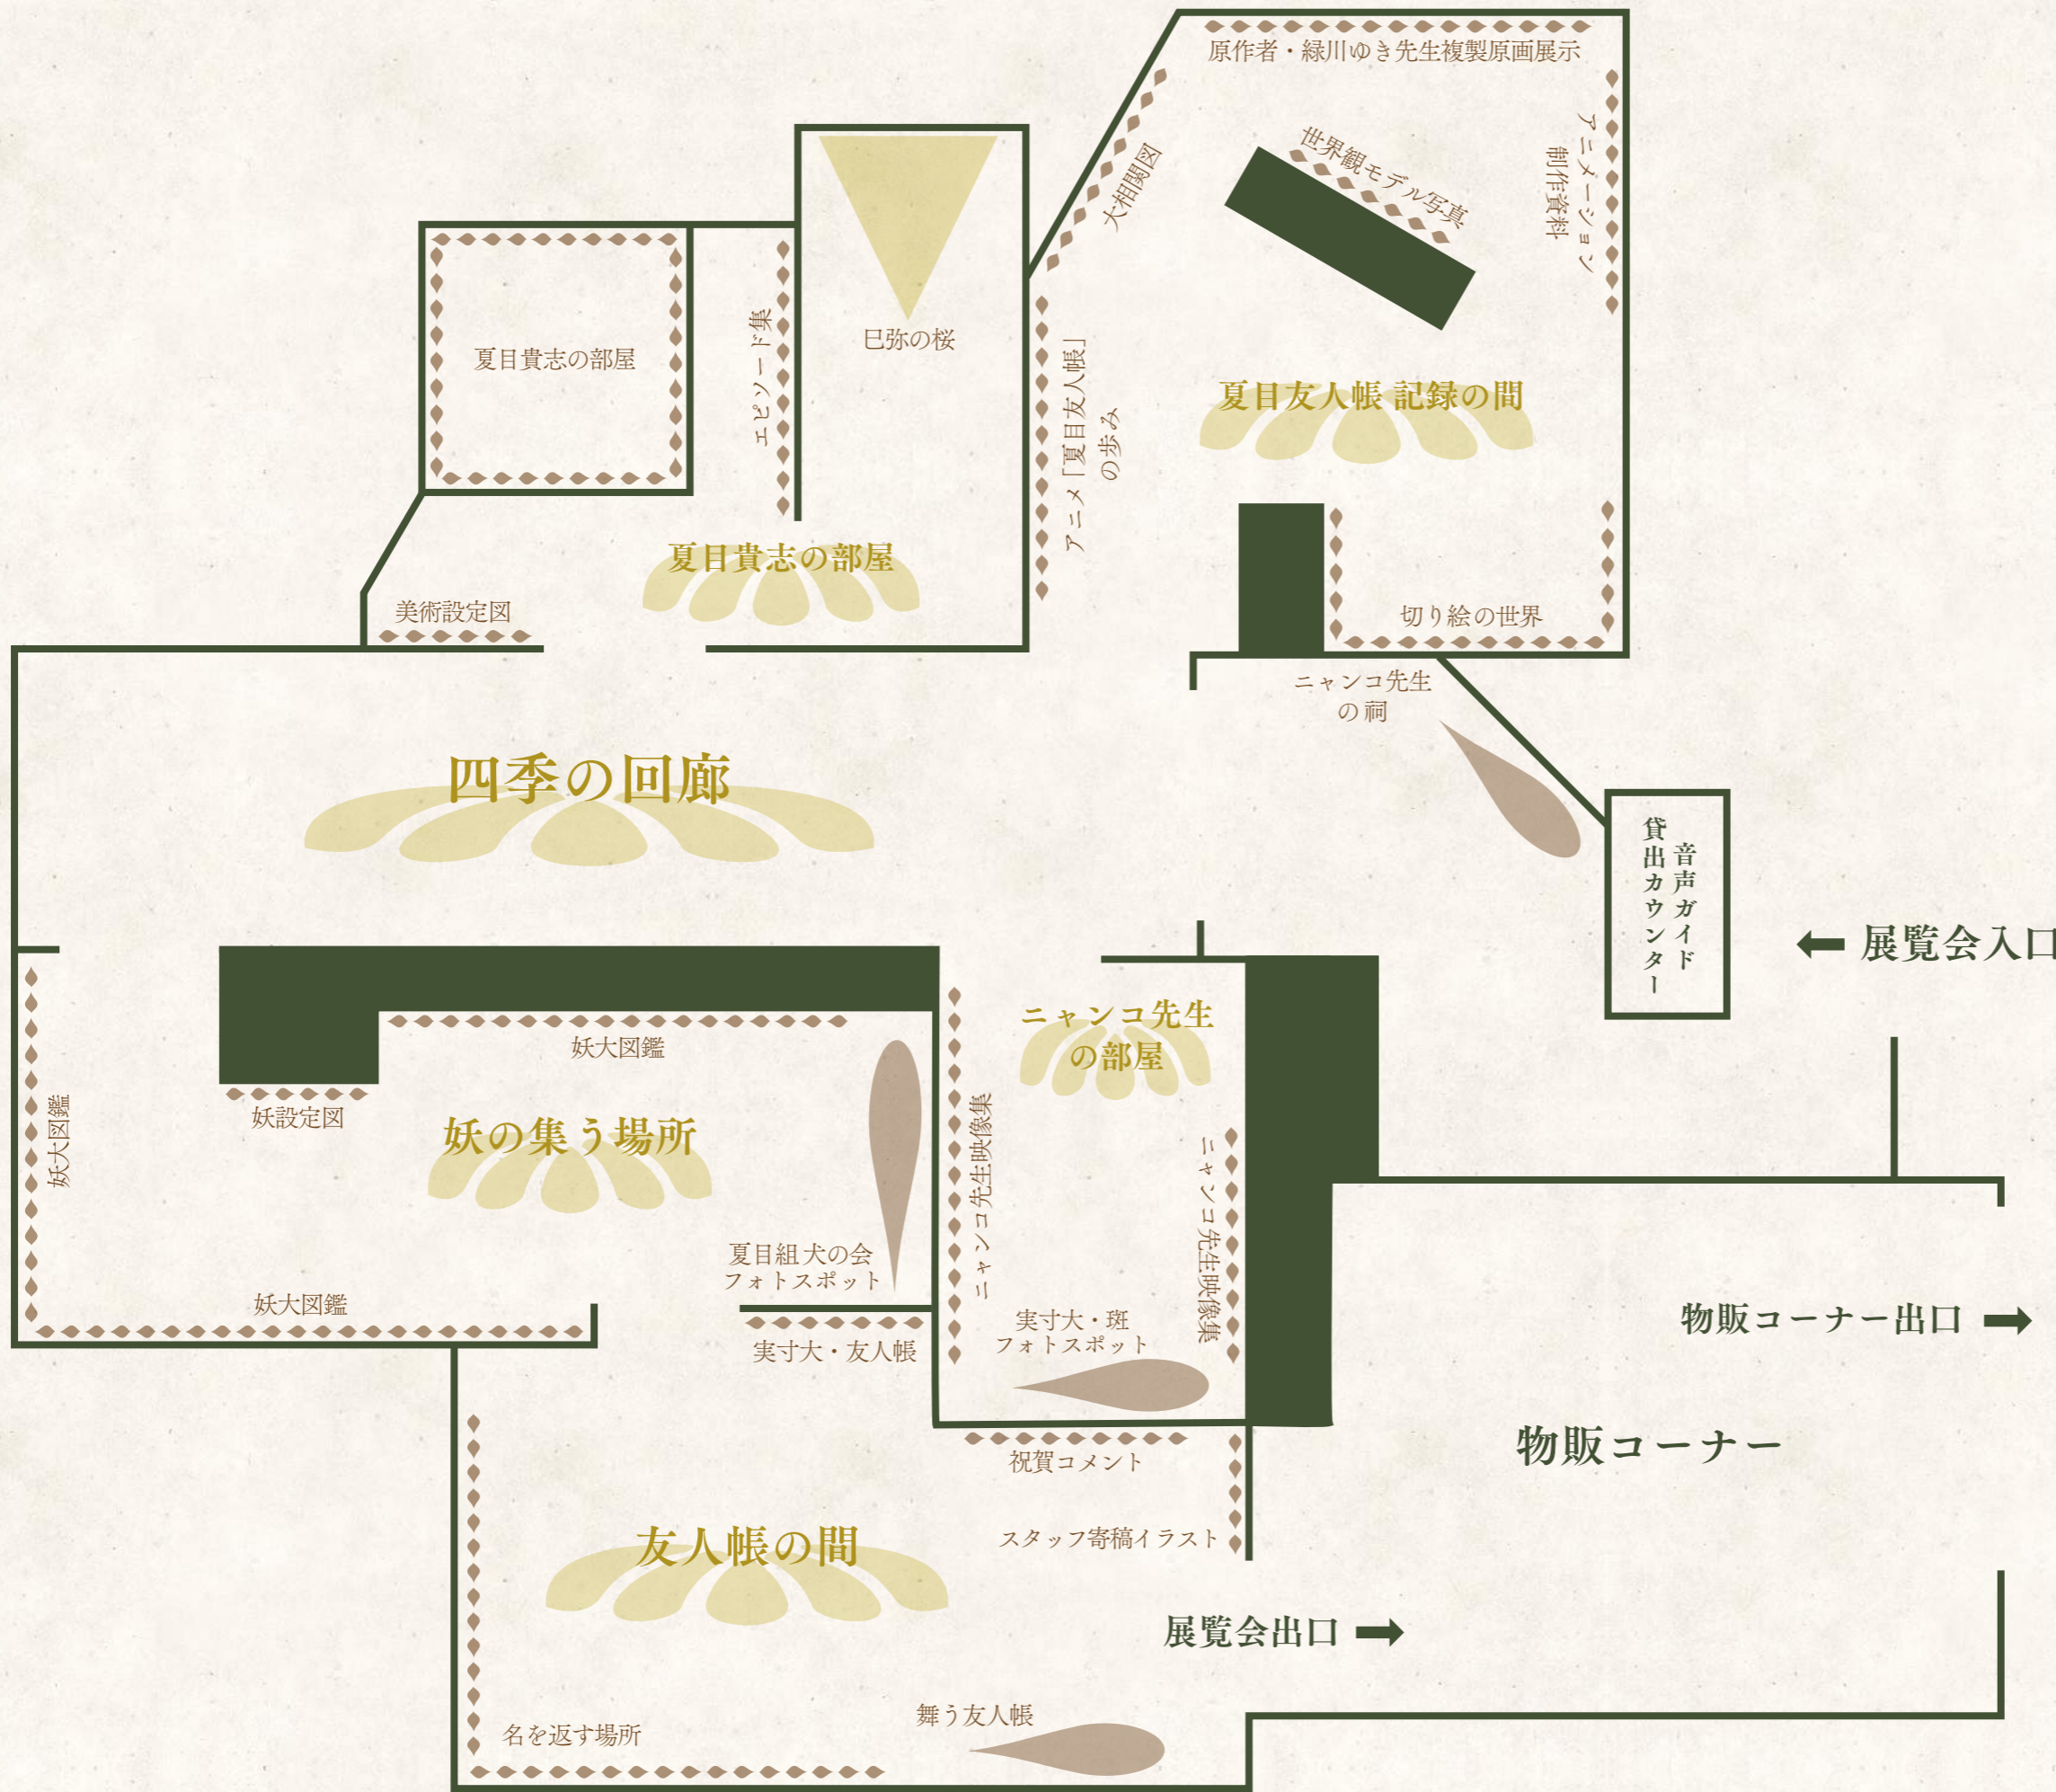 原作者・緑川ゆき先生複製原画展示
世界観モデル写真
アニメーション
制作資料
大相関図
巳弥の桜
夏目貴志の部屋
エピソード集
アニメ「夏目友人帳」
の歩み
夏目友人帳 記録の間
夏目貴志の部屋
美術設定図
切り絵の世界
ニャンコ先生
の祠
四季の回廊
音声ガイド
貸出カウンター
← 展覧会入口
ニャンコ先生
の部屋
妖大図鑑
妖設定図
妖大図鑑
妖の集う場所
ニャンコ先生映像集
ニャンコ先生映像集
夏目組 犬の会
フォトスポット
妖大図鑑
実寸大・友人帳
実寸大・斑
フォトスポット
物販コーナー出口 →
物販コーナー
祝賀コメント
スタッフ寄稿イラスト
友人帳の間
展覧会出口 →
舞う友人帳
名を返す場所